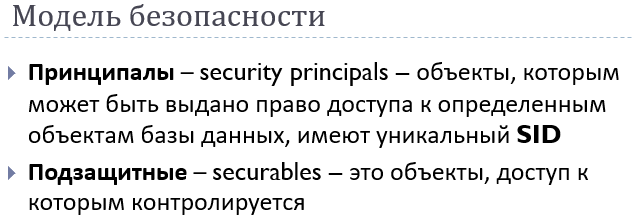 Модель безопасности
Принципалы – security principals – объекты, которым
может быть выдано право доступа к определенным
объектам базы данных, имеют уникальный SID
Подзащитные – securables – это объекты, доступ к
которым контролируется